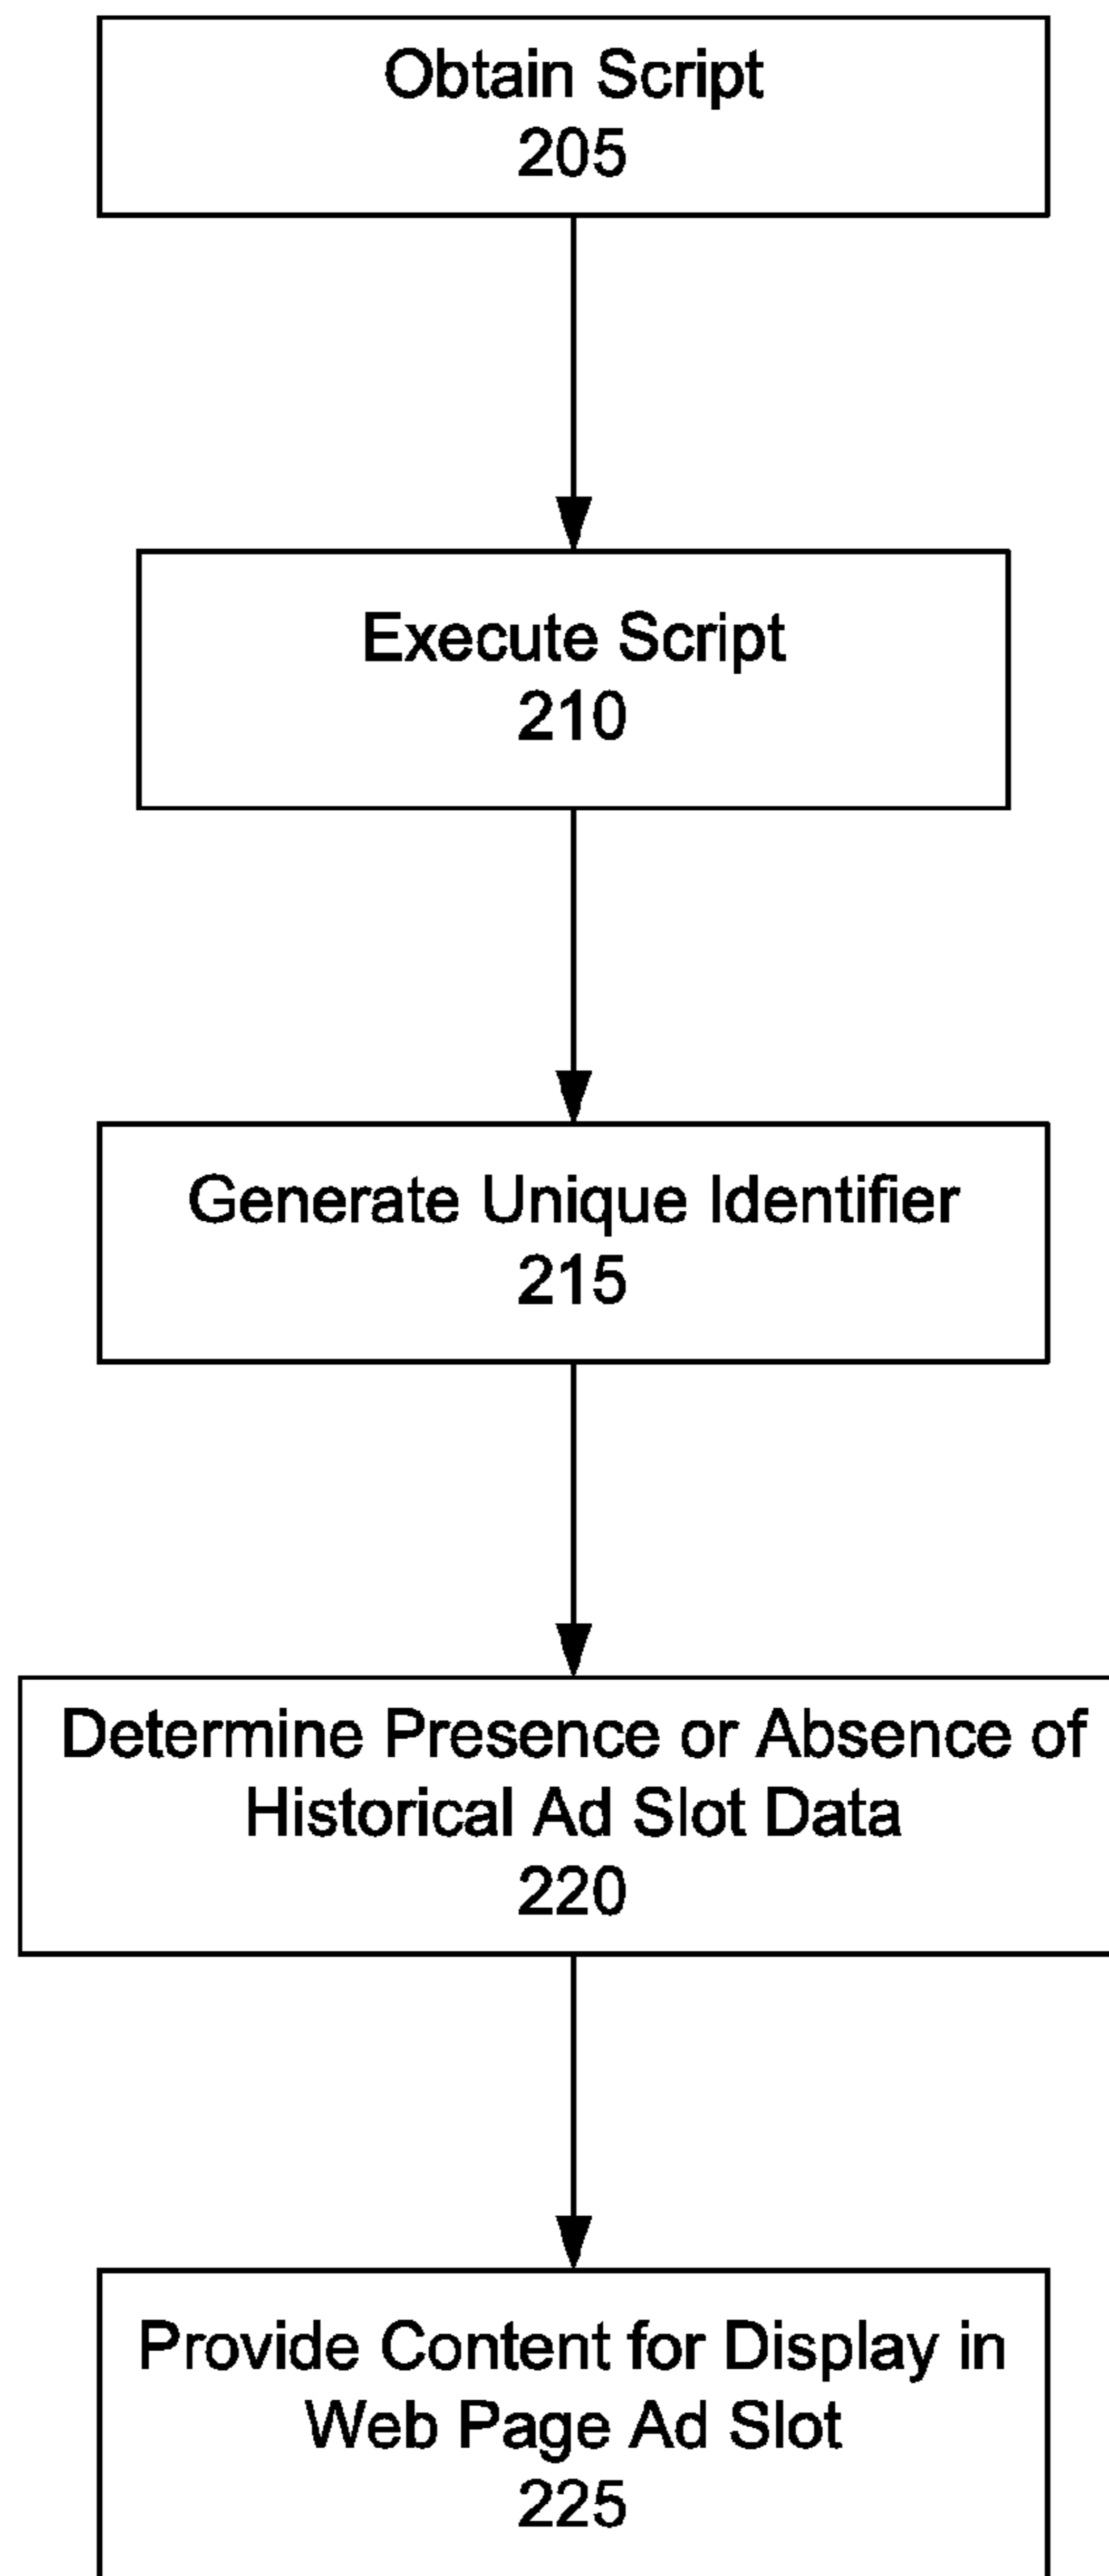 Obtain Script
205
Execute Script
210
Generate Unique Identifier
215
Determine Presence or Absence of
Historical Ad Slot Data
220
Provide Content for Display in
Web Page Ad Slot
225